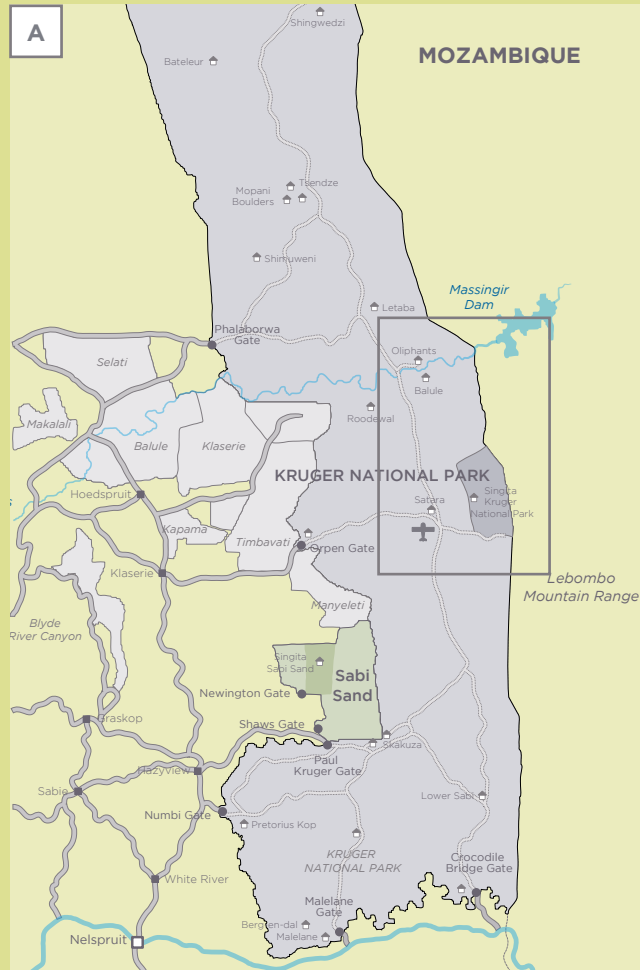 A
Shingwedzi
MOZAMBIQUE
Bateleur
Tsendze
Mopani
Boulders
Shimuweni
Massingir
Dam
Letaba
Phalaborwa
Gate
Oliphants
Selati
Balule
Makalali
Roodewal
Balule
Klaserie
KRUGER NATIONAL PARK
Hoedspruit
Satara
Singita
Kruger
National Park
Kapama
Timbavati
Orpen Gate
Klaserie
Lebombo
Mountain Range
Manyeleti
Blyde
River Canyon
Singita
Sabi Sand
Sabi
Sand
Newington Gate
Graskop
Shaws Gate
Skakuza
Paul
Kruger Gate
Hazyview
Sabie
Lower Sabi
Numbi Gate
Pretorius Kop
KRUGER
NATIONAL PARK
Crocodile
Bridge Gate
White River
Malelane
Gate
Berg-en-dal
Malelane
Nelspruit